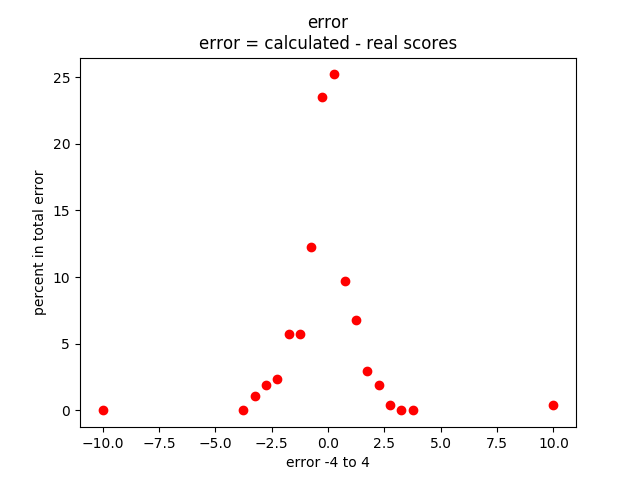 error
error = calculated - real scores
percent in total error
25
20
15
10
5
0
−10.0 −7.5 −5.0 −2.5 0.0 2.5 5.0 7.5 10.0
error -4 to 4